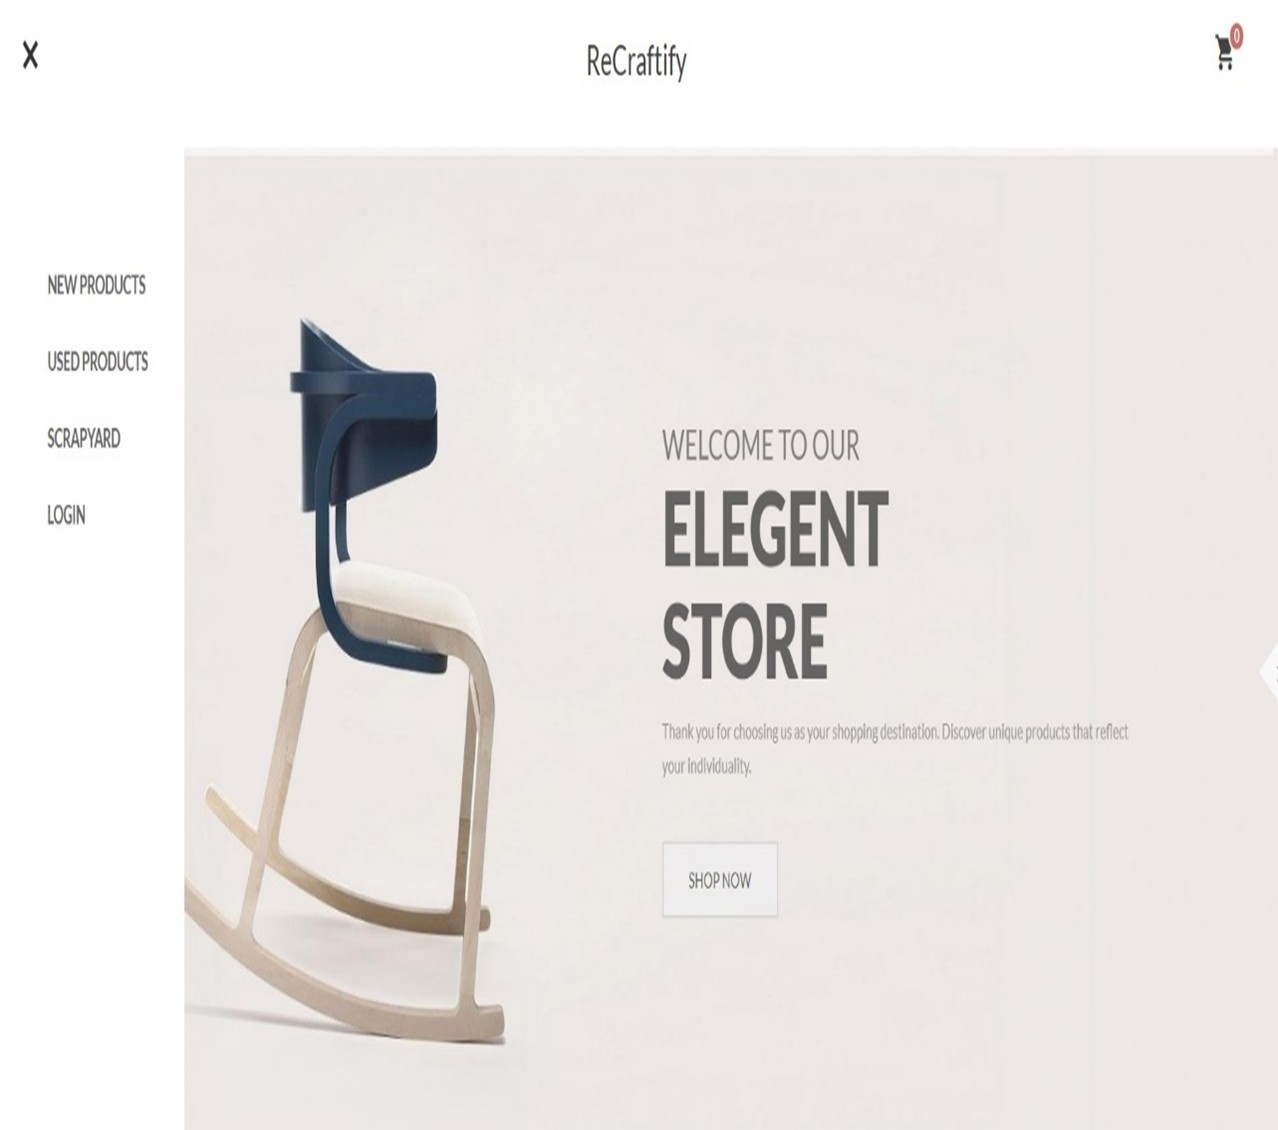 X
ReCraftify
0
NEW PRODUCTS
USED PRODUCTS
SCRAPYARD
LOGIN
WELCOME TO OUR
ELEGENT
STORE
Thank you for choosing us as your shopping destination. Discover unique products that reflect
your individuality.
SHOP NOW